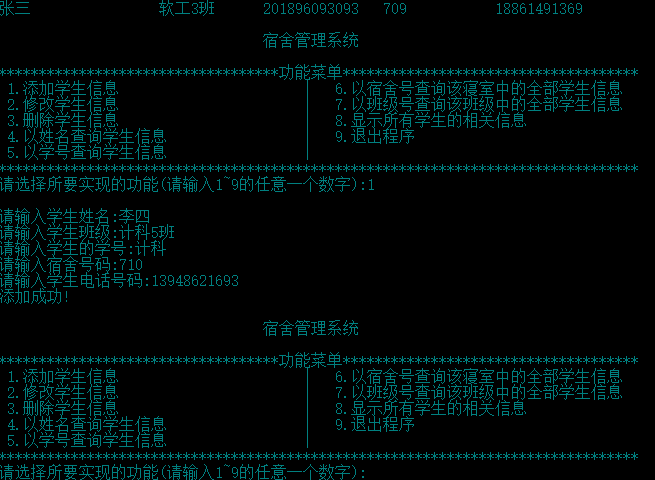 张三 软工3班 201896093093 709 18861491369
宿舍管理系统
***********************************功能菜单*************************************
1.添加学生信息 | 6.以宿舍号查询该寝室中的全部学生信息
2.修改学生信息 | 7.以班级号查询该班级中的全部学生信息
3.删除学生信息 | 8.显示所有学生的相关信息
4.以姓名查询学生信息 | 9.退出程序
5.以学号查询学生信息 |
********************************************************************************
请选择所要实现的功能(请输入1~9的任意一个数字):1
请输入学生姓名:李四
请输入学生班级:计科5班
请输入学生的学号:计科
请输入宿舍号码:710
请输入学生电话号码:13948621693
添加成功!
宿舍管理系统
***********************************功能菜单*************************************
1.添加学生信息 | 6.以宿舍号查询该寝室中的全部学生信息
2.修改学生信息 | 7.以班级号查询该班级中的全部学生信息
3.删除学生信息 | 8.显示所有学生的相关信息
4.以姓名查询学生信息 | 9.退出程序
5.以学号查询学生信息 |
********************************************************************************
请选择所要实现的功能(请输入1~9的任意一个数字):